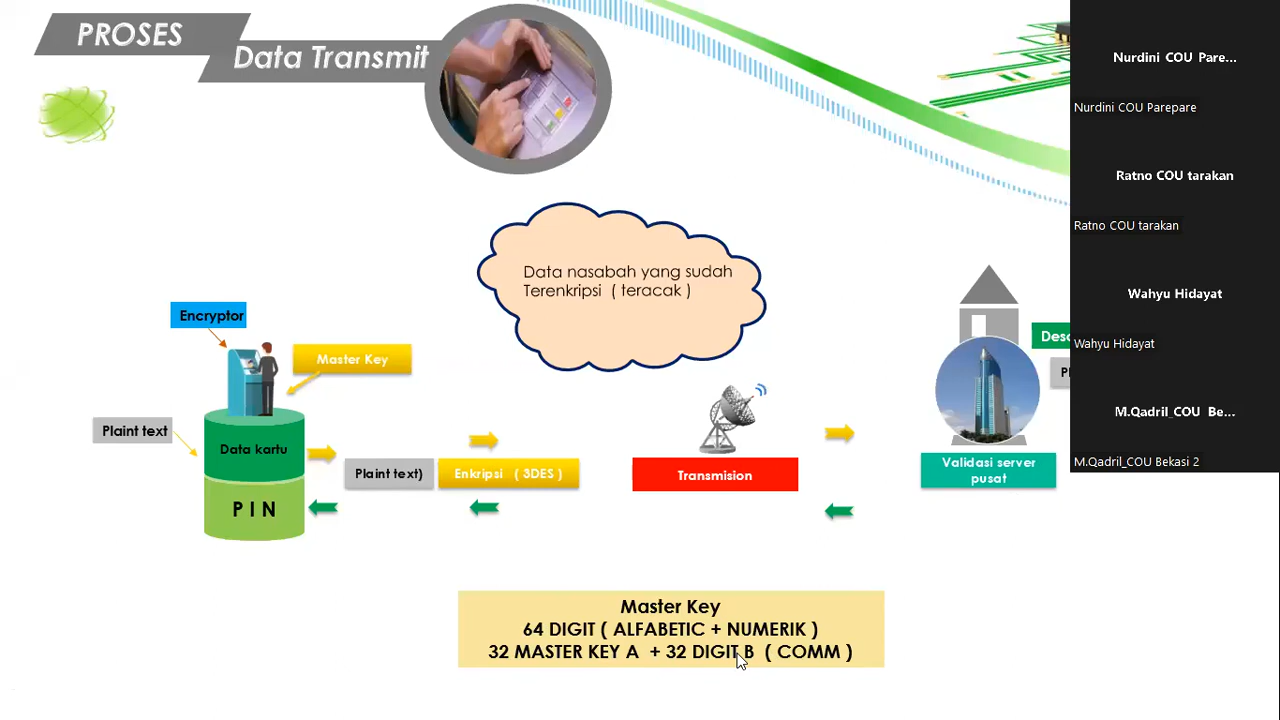 PROSES
Data Transmit
Data nasabah yang sudah
Terenkripsi ( teracak )
Encryptor
Master Key
Plaint text
Data kartu
P I N
Plaint text)
Enkripsi ( 3DES )
Transmision
Validasi server
pusat
Master Key
64 DIGIT ( ALFABETIC + NUMERIK )
32 MASTER KEY A + 32 DIGIT B ( COMM )
Nurdini COU Pare...
Nurdini COU Parepare
Ratno COU tarakan
Ratno COU tarakan
Wahyu Hidayat
Wahyu Hidayat
M.Qadril_COU Be...
M.Qadril_COU Bekasi 2